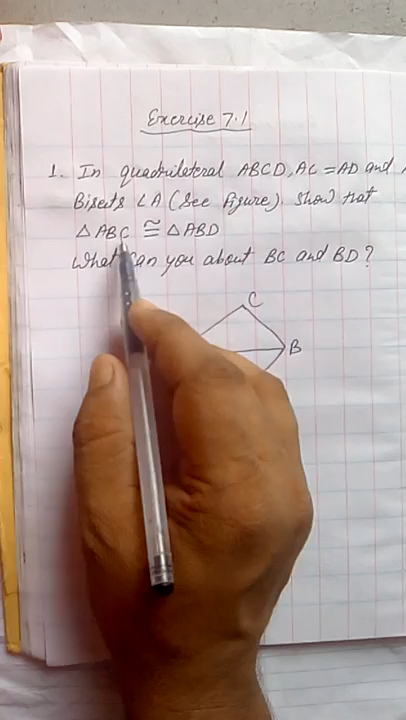 Exercise 7.1
1. In quadrilateral ABCD, AC = AD and
Bisects ∠A (See figure). Show that
△ABC ≅ △ABD
What can you about BC and BD?
C
B